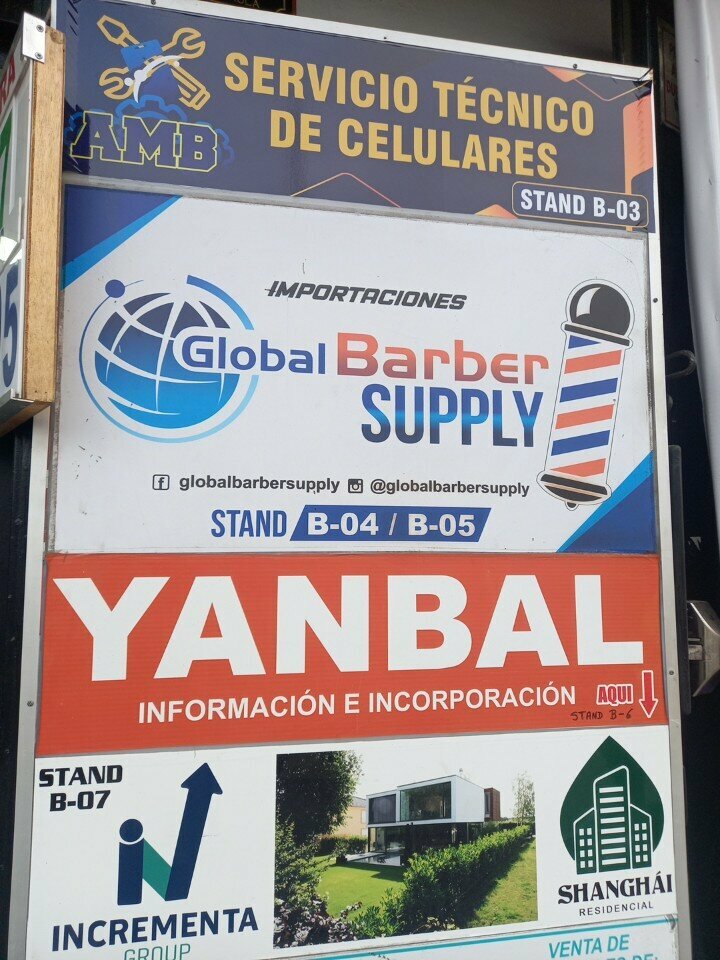 AMB
SERVICIO TÉCNICO
DE CELULARES
STAND B-03
IMPORTACIONES
Global Barber
SUPPLY
globalbarbersupply @globalbarbersupply
STAND B-04 / B-05
YANBAL
INFORMACIÓN E INCORPORACIÓN
AQUI
STAND B-6
STAND
B-07
INCREMENTA
GROUP
SHANGHÁI
RESIDENCIAL
VENTA DE